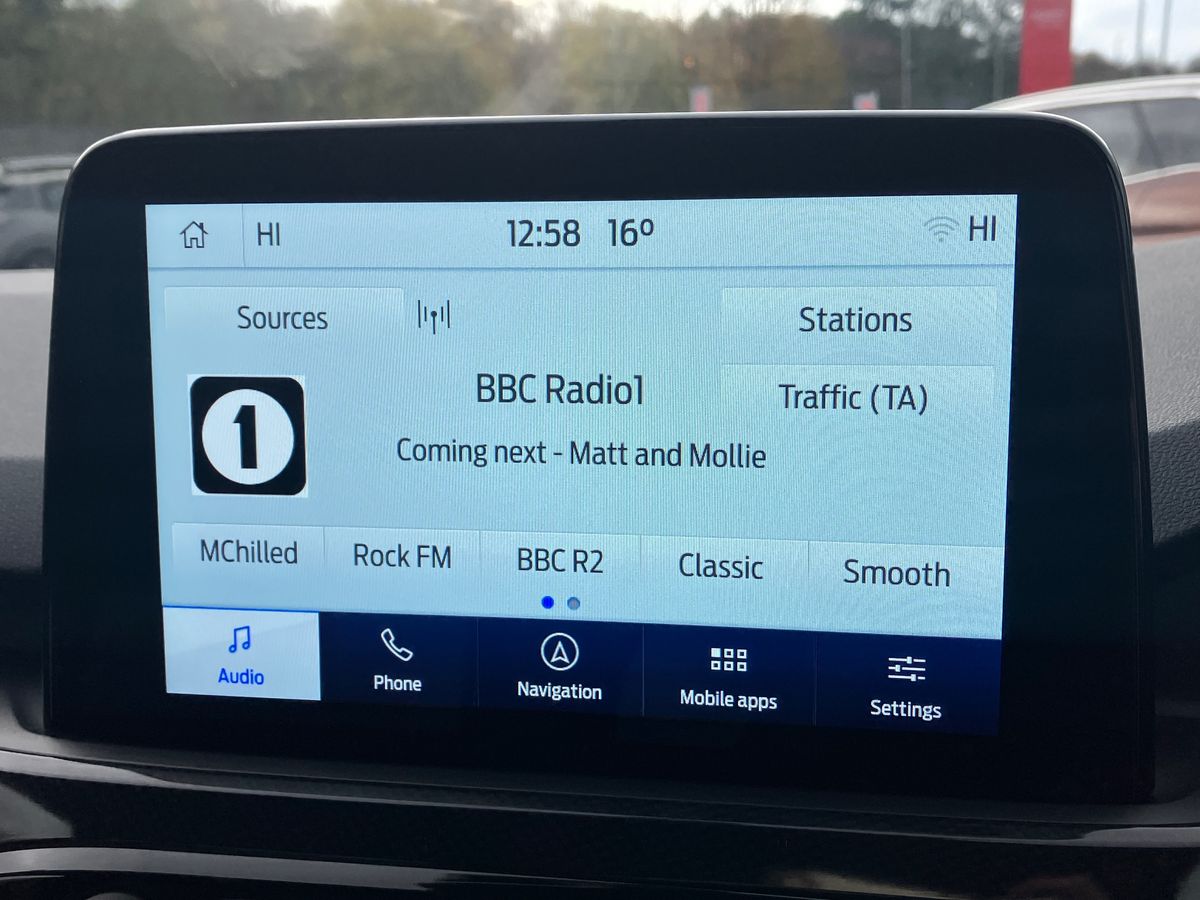 HI
12:58 16º
HI
Sources
Stations
BBC Radio1
Traffic (TA)
1
Coming next - Matt and Mollie
MChilled
Rock FM
BBC R2
Classic
Smooth
Audio
Phone
Navigation
Mobile apps
Settings